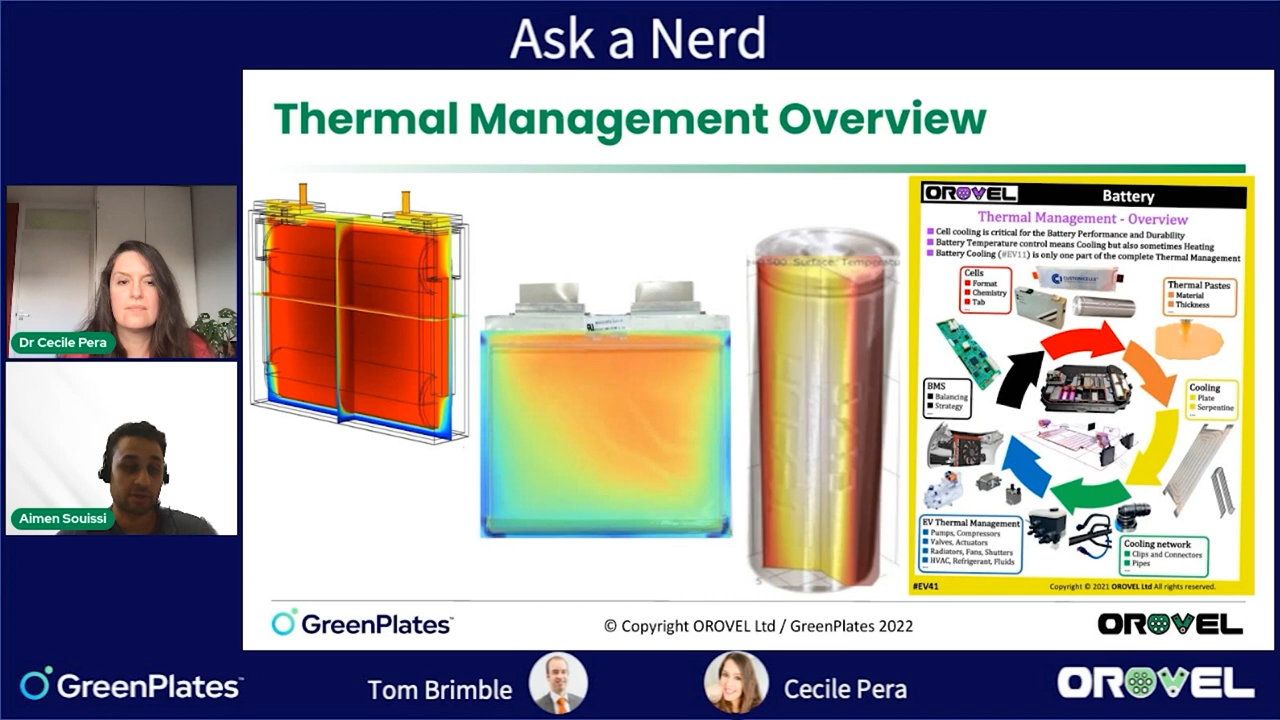 Ask a Nerd
Thermal Management Overview
Dr Cecile Pera
Aimen Souissi
OROVEL
Battery
Thermal Management - Overview
Cell cooling is critical for the Battery Performance and Durability
Battery Temperature control means Cooling but also sometimes Heating
Battery Cooling (#EV11) is only one part of the complete Thermal Management
Cells
Format
Chemistry
Tab
...
CUSTOMCELLS
Thermal Pastes
Material
Thickness
...
BMS
Balancing
Strategy
...
Cooling
Plate
Serpentine
...
EV Thermal Management
Pumps, Compressors
Valves, Actuators
Radiators, Fans, Shutters
HVAC, Refrigerant, Fluids
...
Cooling network
Clips and Connectors
Pipes
...
#EV41
Copyright © 2021 OROVEL Ltd All rights reserved.
GreenPlates™
© Copyright OROVEL Ltd / GreenPlates 2022
OROVEL
GreenPlates™
Tom Brimble
Cecile Pera
OROVEL